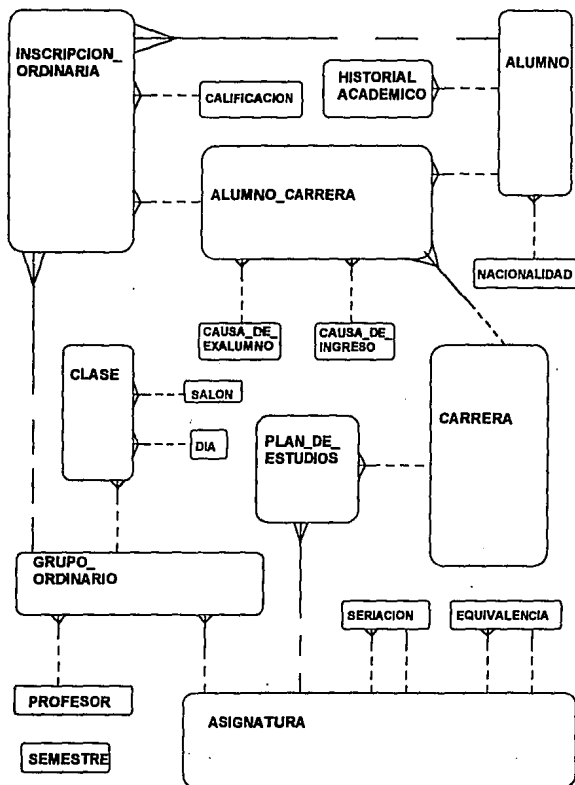 INSCRIPCION_
ORDINARIA
ALUMNO
HISTORIAL
ACADEMICO
CALIFICACION
ALUMNO_CARRERA
NACIONALIDAD
CAUSA_DE_
EXALUMNO
CAUSA_DE_
INGRESO
CLASE
SALON
DIA
PLAN_DE_
ESTUDIOS
CARRERA
GRUPO_
ORDINARIO
SERIACION
EQUIVALENCIA
PROFESOR
ASIGNATURA
SEMESTRE